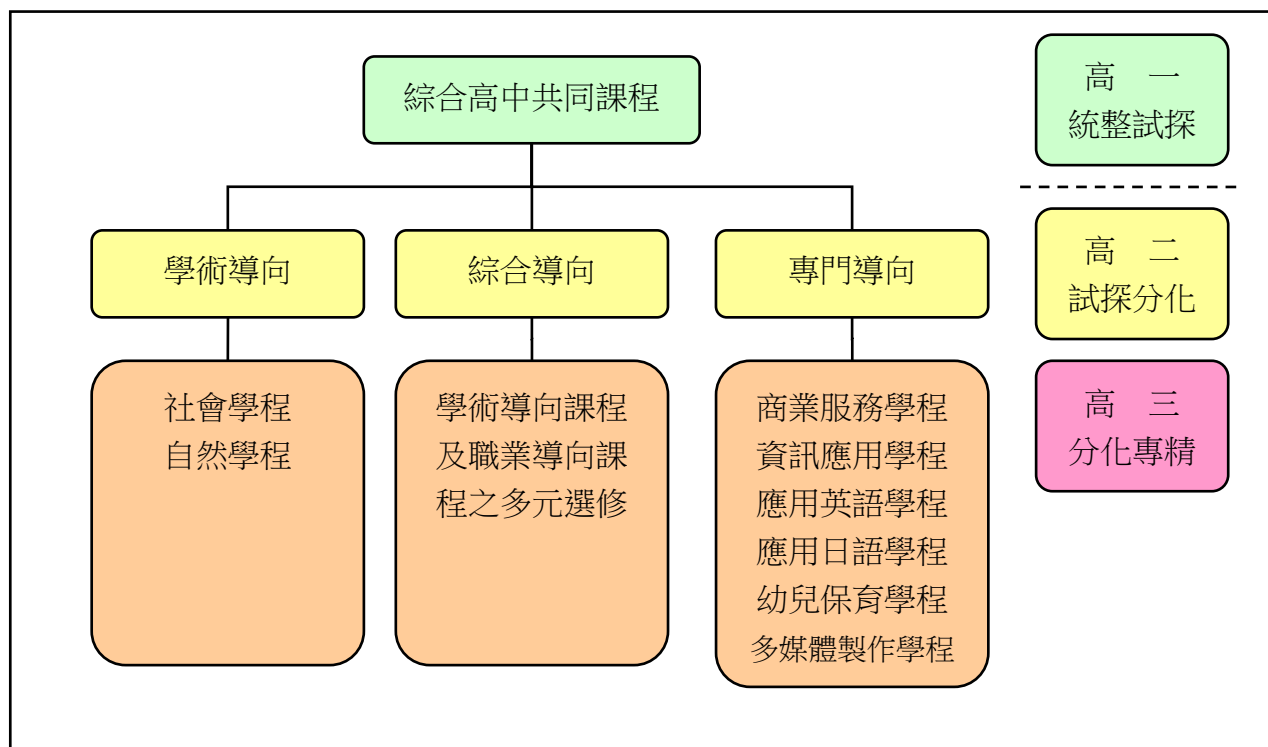 綜合高中共同課程
學術導向
社會學程
自然學程
綜合導向
學術導向課程
及職業導向課
程之多元選修
專門導向
商業服務學程
資訊應用學程
應用英語學程
應用日語學程
幼兒保育學程
多媒體製作學程
高　一
統整試探
高　二
試探分化
高　三
分化專精